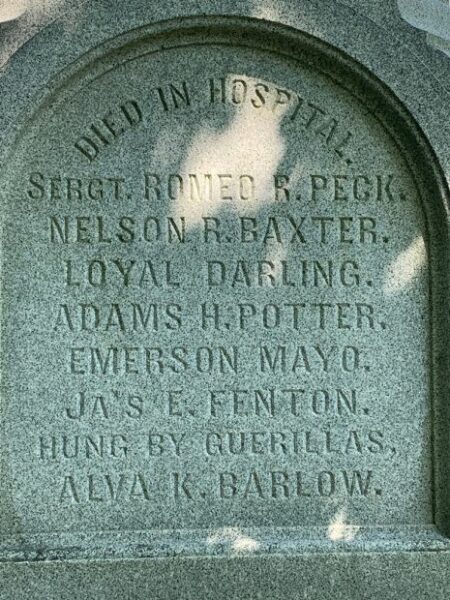 DIED IN HOSPITAL.
SERGT. ROMEO R. PECK.
NELSON R. BAXTER.
LOYAL DARLING.
ADAMS H. POTTER.
EMERSON MAYO.
JA'S E. FENTON.
HUNG BY GUERILLAS,
ALVA K. BARLOW.